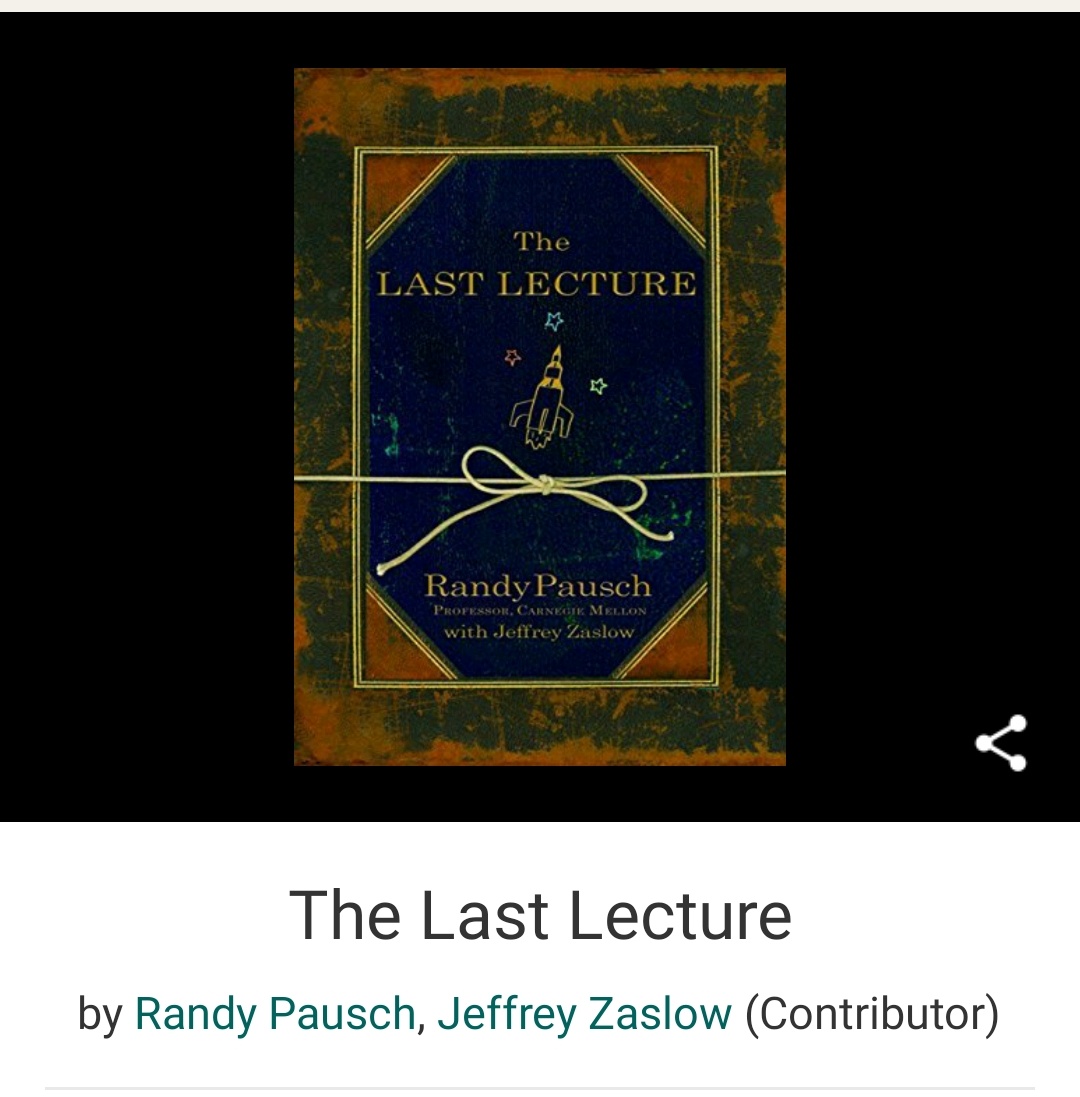 The
LAST LECTURE
Randy Pausch
PROFESSOR, CARNEGIE MELLON
with Jeffrey Zaslow
The Last Lecture
by Randy Pausch, Jeffrey Zaslow (Contributor)